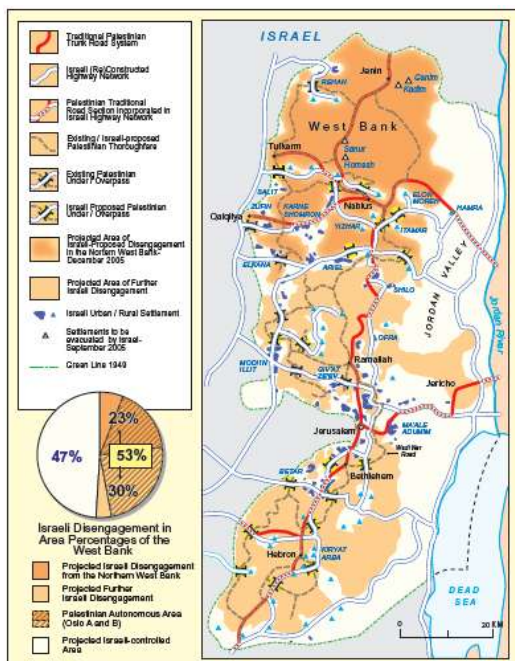 Traditional Palestinian
Trunk Road System
Israeli (Re)Constructed
Highway Network
Palestinian Traditional
Road Section Incorporated in
Israeli Highway Network
Existing / Israeli-proposed
Palestinian Thoroughfare
Existing Palestinian
Under / Overpass
Israeli Proposed Palestinian
Under / Overpass
Projected Area of
Israeli-Proposed Disengagement
in the Nothern West Bank-
December 2005
Projected Area of Further
Israeli Disengagement
Israeli Urban / Rural Settlement
Settlements to be
evacuated by Israel-
September 2005
Green Line 1949
23%
47%
53%
30%
Israeli Disengagement in
Area Percentages of the
West Bank
Projected Israeli Disengagement
from the Northern West Bank
Projected Further
Israeli Disengagement
Palestinian Autonomous Area
(Oslo A and B)
Projected Israeli-controlled
Area
ISRAEL
Jenin
REHAN
Ganim
Kadim
West Bank
Sanur
Homesh
Tulkarm
SALIT
ZUFIN
KARNE
SHOMRON
Nablus
ELON
MOREH
HAMRA
Qalqilya
YIZHAR
ITAMAR
ELKANA
ARIEL
SHILO
JORDAN VALLEY
Jordan River
OFRA
MODI'IN
ILLIT
GIV'AT
ZE'EV
Ramallah
Jericho
Jerusalem
MA'ALE
ADUMIM
BETAR
Bethlehem
Road
Hebron
KIRYAT
ARBA
DEAD
SEA
0
20 KM